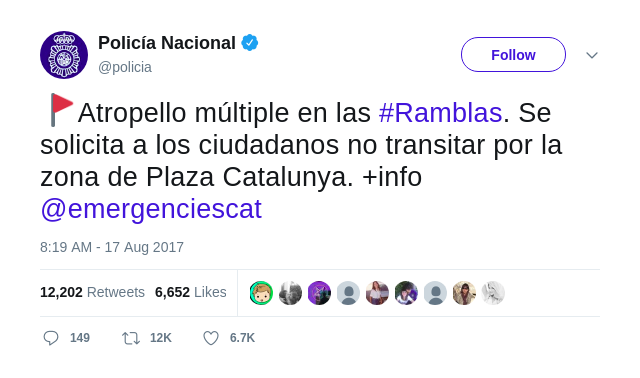 Policía Nacional
@policia
Follow
🚩Atropello múltiple en las #Ramblas. Se
solicita a los ciudadanos no transitar por la
zona de Plaza Catalunya. +info
@emergenciescat
8:19 AM - 17 Aug 2017
12,202 Retweets 6,652 Likes
149 12K 6.7K